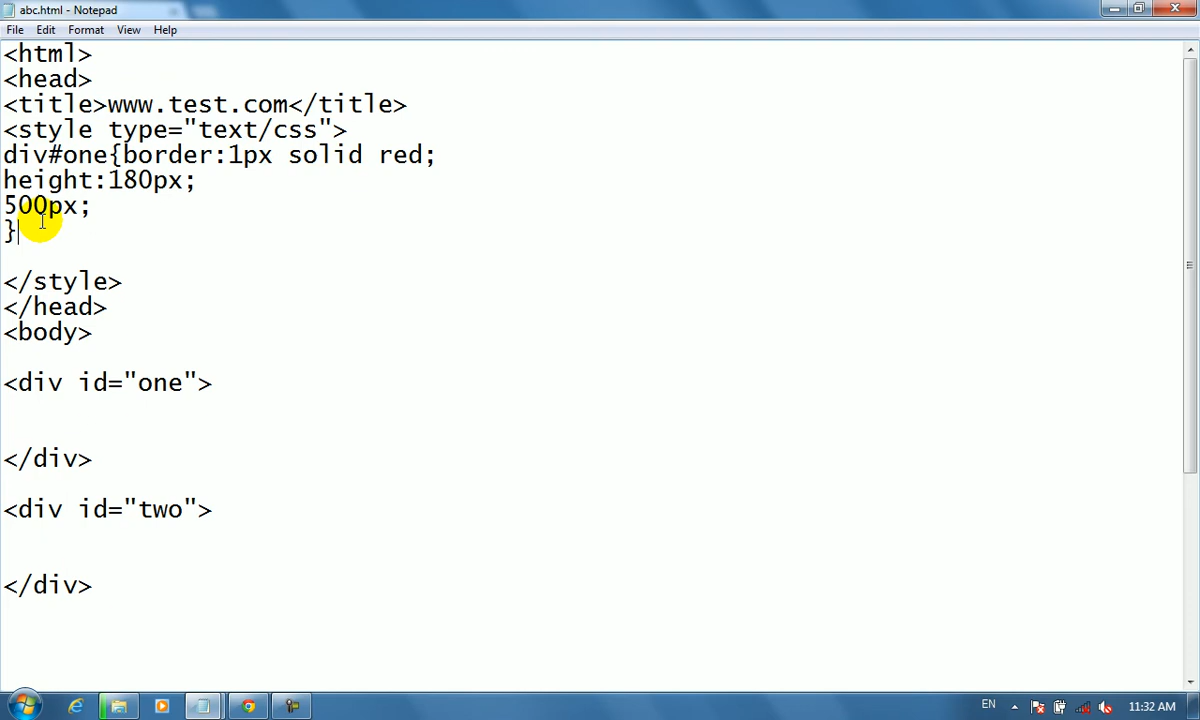 abc.html - Notepad
File Edit Format View Help
<html>
<head>
<title>www.test.com</title>
<style type="text/css">
div#one{border:1px solid red;
height:180px;
500px;
}
</style>
</head>
<body>
<div id="one">
</div>
<div id="two">
</div>
EN 11:32 AM